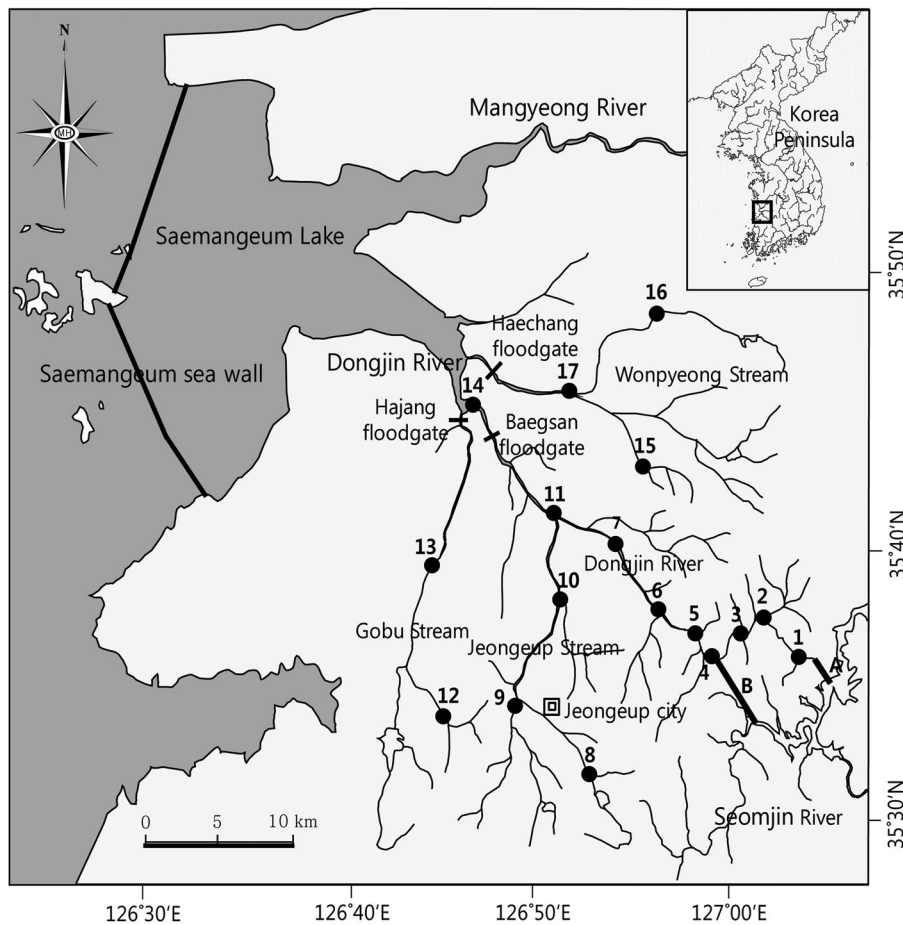 N
MH
Mangyeong River
Korea
Peninsula
Saemangeum Lake
35°50′N
16
Haechang
floodgate
Dongjin River
17
Wonpyeong Stream
Saemangeum sea wall
14
Hajang
floodgate
Baegsan
floodgate
15
11
7
35°40′N
13
Dongjin River
10
6
2
5
3
Gobu Stream
Jeongeup Stream
1
4
A
B
12
9
Jeongeup city
8
0
5
10 km
Seomjin River
35°30′N
126°30′E
126°40′E
126°50′E
127°00′E